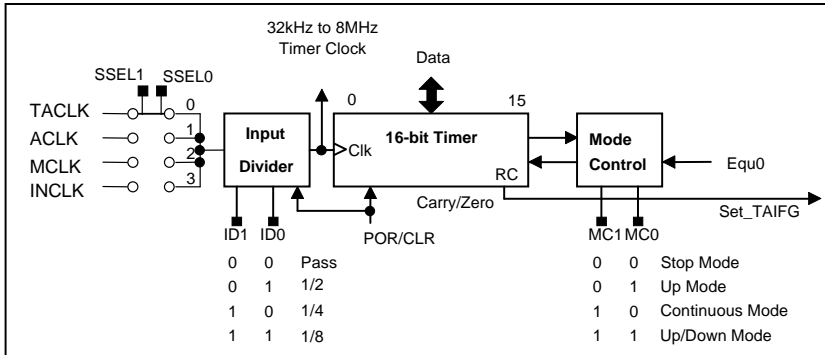 32kHz to 8MHz
Timer Clock
Data
SSEL1 SSEL0
TACLK 0
ACLK 1
MCLK 2
INCLK 3
Input
Divider
0 15
16-bit Timer
Clk
RC
Mode
Control
Equ0
Carry/Zero
Set_TAIFG
POR/CLR
ID1 ID0
0 0 Pass
0 1 1/2
1 0 1/4
1 1 1/8
MC1 MC0
0 0 Stop Mode
0 1 Up Mode
1 0 Continuous Mode
1 1 Up/Down Mode